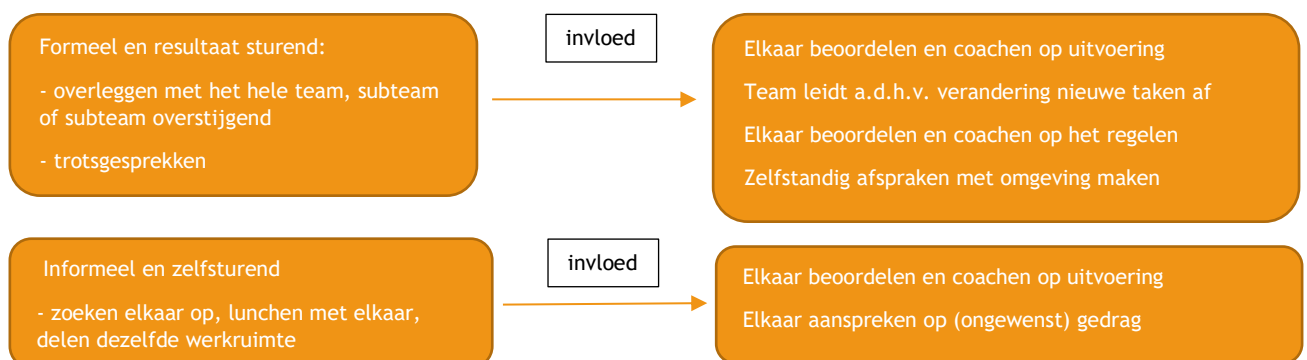 Formeel en resultaat sturend:
- overleggen met het hele team, subteam
of subteam overstijgend
- trotsgesprekken
invloed
Elkaar beoordelen en coachen op uitvoering
Team leidt a.d.h.v. verandering nieuwe taken af
Elkaar beoordelen en coachen op het regelen
Zelfstandig afspraken met omgeving maken
Informeel en zelfsturend
- zoeken elkaar op, lunchen met elkaar,
delen dezelfde werkruimte
invloed
Elkaar beoordelen en coachen op uitvoering
Elkaar aanspreken op (ongewenst) gedrag